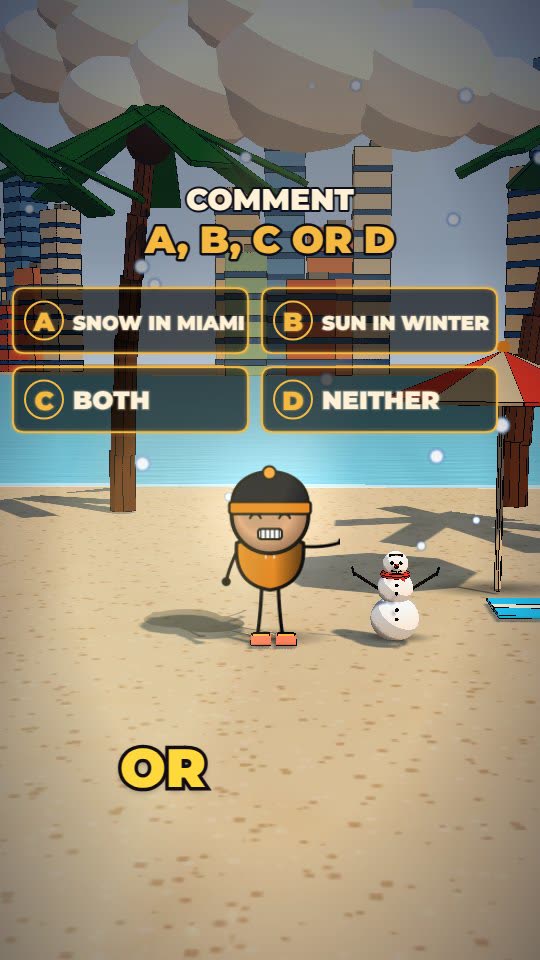 COMMENT
A, B, C OR D
A SNOW IN MIAMI
B SUN IN WINTER
C BOTH
D NEITHER
OR